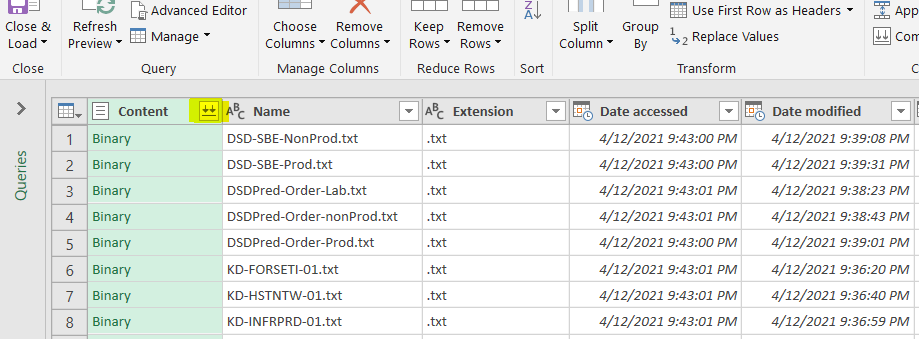 Close &
Load
Refresh
Preview
Advanced Editor
Manage
Choose
Columns
Remove
Columns
Keep
Rows
Remove
Rows
A
Z
Split
Column
Group
By
Use First Row as Headers
1
2
Replace Values
App
Com
Close
Query
Manage Columns
Reduce Rows
Sort
Transform
C
Queries
Content ABC Name ABC Extension Date accessed Date modified
1 Binary DSD-SBE-NonProd.txt .txt 4/12/2021 9:43:00 PM 4/12/2021 9:39:08 PM
2 Binary DSD-SBE-Prod.txt .txt 4/12/2021 9:43:00 PM 4/12/2021 9:39:31 PM
3 Binary DSDPred-Order-Lab.txt .txt 4/12/2021 9:43:01 PM 4/12/2021 9:38:23 PM
4 Binary DSDPred-Order-nonProd.txt .txt 4/12/2021 9:43:01 PM 4/12/2021 9:38:43 PM
5 Binary DSDPred-Order-Prod.txt .txt 4/12/2021 9:43:00 PM 4/12/2021 9:39:01 PM
6 Binary KD-FORSETI-01.txt .txt 4/12/2021 9:43:01 PM 4/12/2021 9:36:20 PM
7 Binary KD-HSTNTW-01.txt .txt 4/12/2021 9:43:01 PM 4/12/2021 9:36:40 PM
8 Binary KD-INFRPRD-01.txt .txt 4/12/2021 9:43:01 PM 4/12/2021 9:36:59 PM